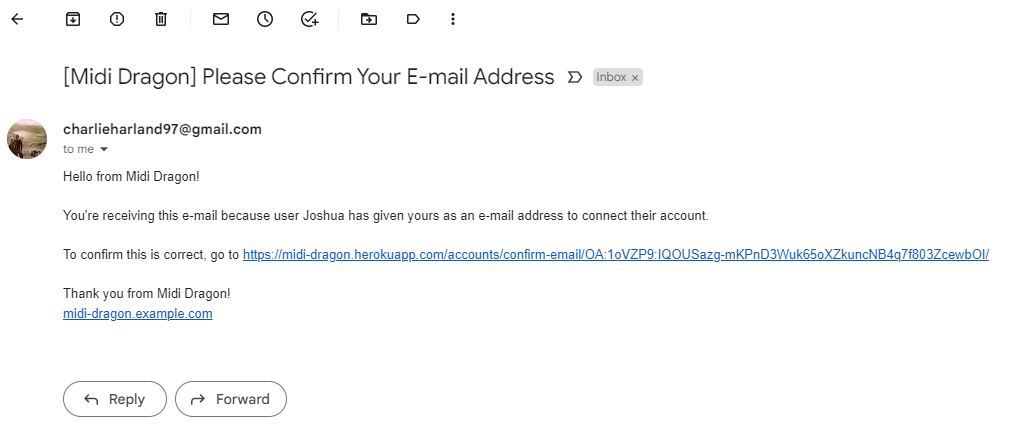 [Midi Dragon] Please Confirm Your E-mail Address
Inbox ×
charlieharland97@gmail.com
to me
Hello from Midi Dragon!
You're receiving this e-mail because user Joshua has given yours as an e-mail address to connect their account.
To confirm this is correct, go to https://midi-dragon.herokuapp.com/accounts/confirm-email/OA:1oVZP9:IQOUSazg-mKPnD3Wuk65oXZkuncNB4q7f803ZcewbOI/
Thank you from Midi Dragon!
midi-dragon.example.com
Reply
Forward